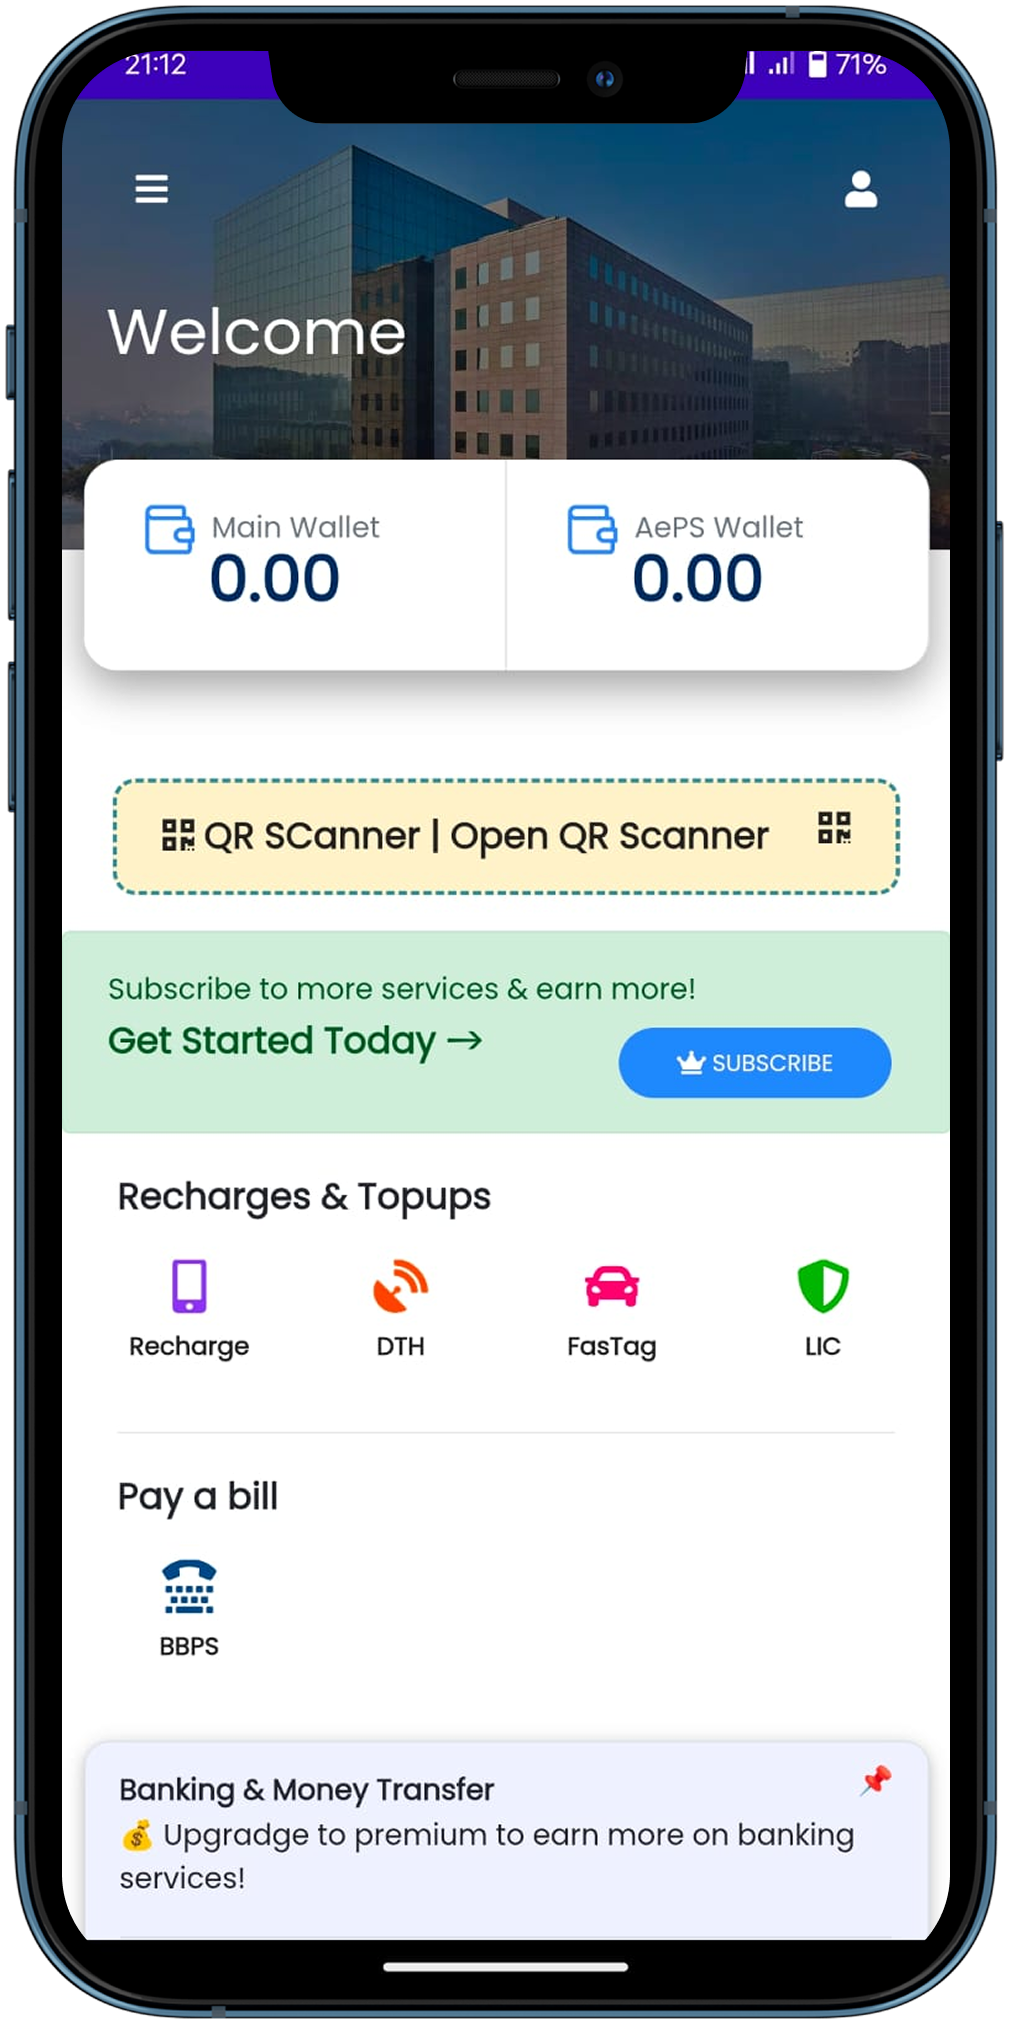 21:12 71%
Welcome
Main Wallet
0.00
AePS Wallet
0.00
QR SCanner | Open QR Scanner
Subscribe to more services & earn more!
Get Started Today →
SUBSCRIBE
Recharges & Topups
Recharge DTH FasTag LIC
Pay a bill
BBPS
Banking & Money Transfer
💰 Upgradge to premium to earn more on banking
services!